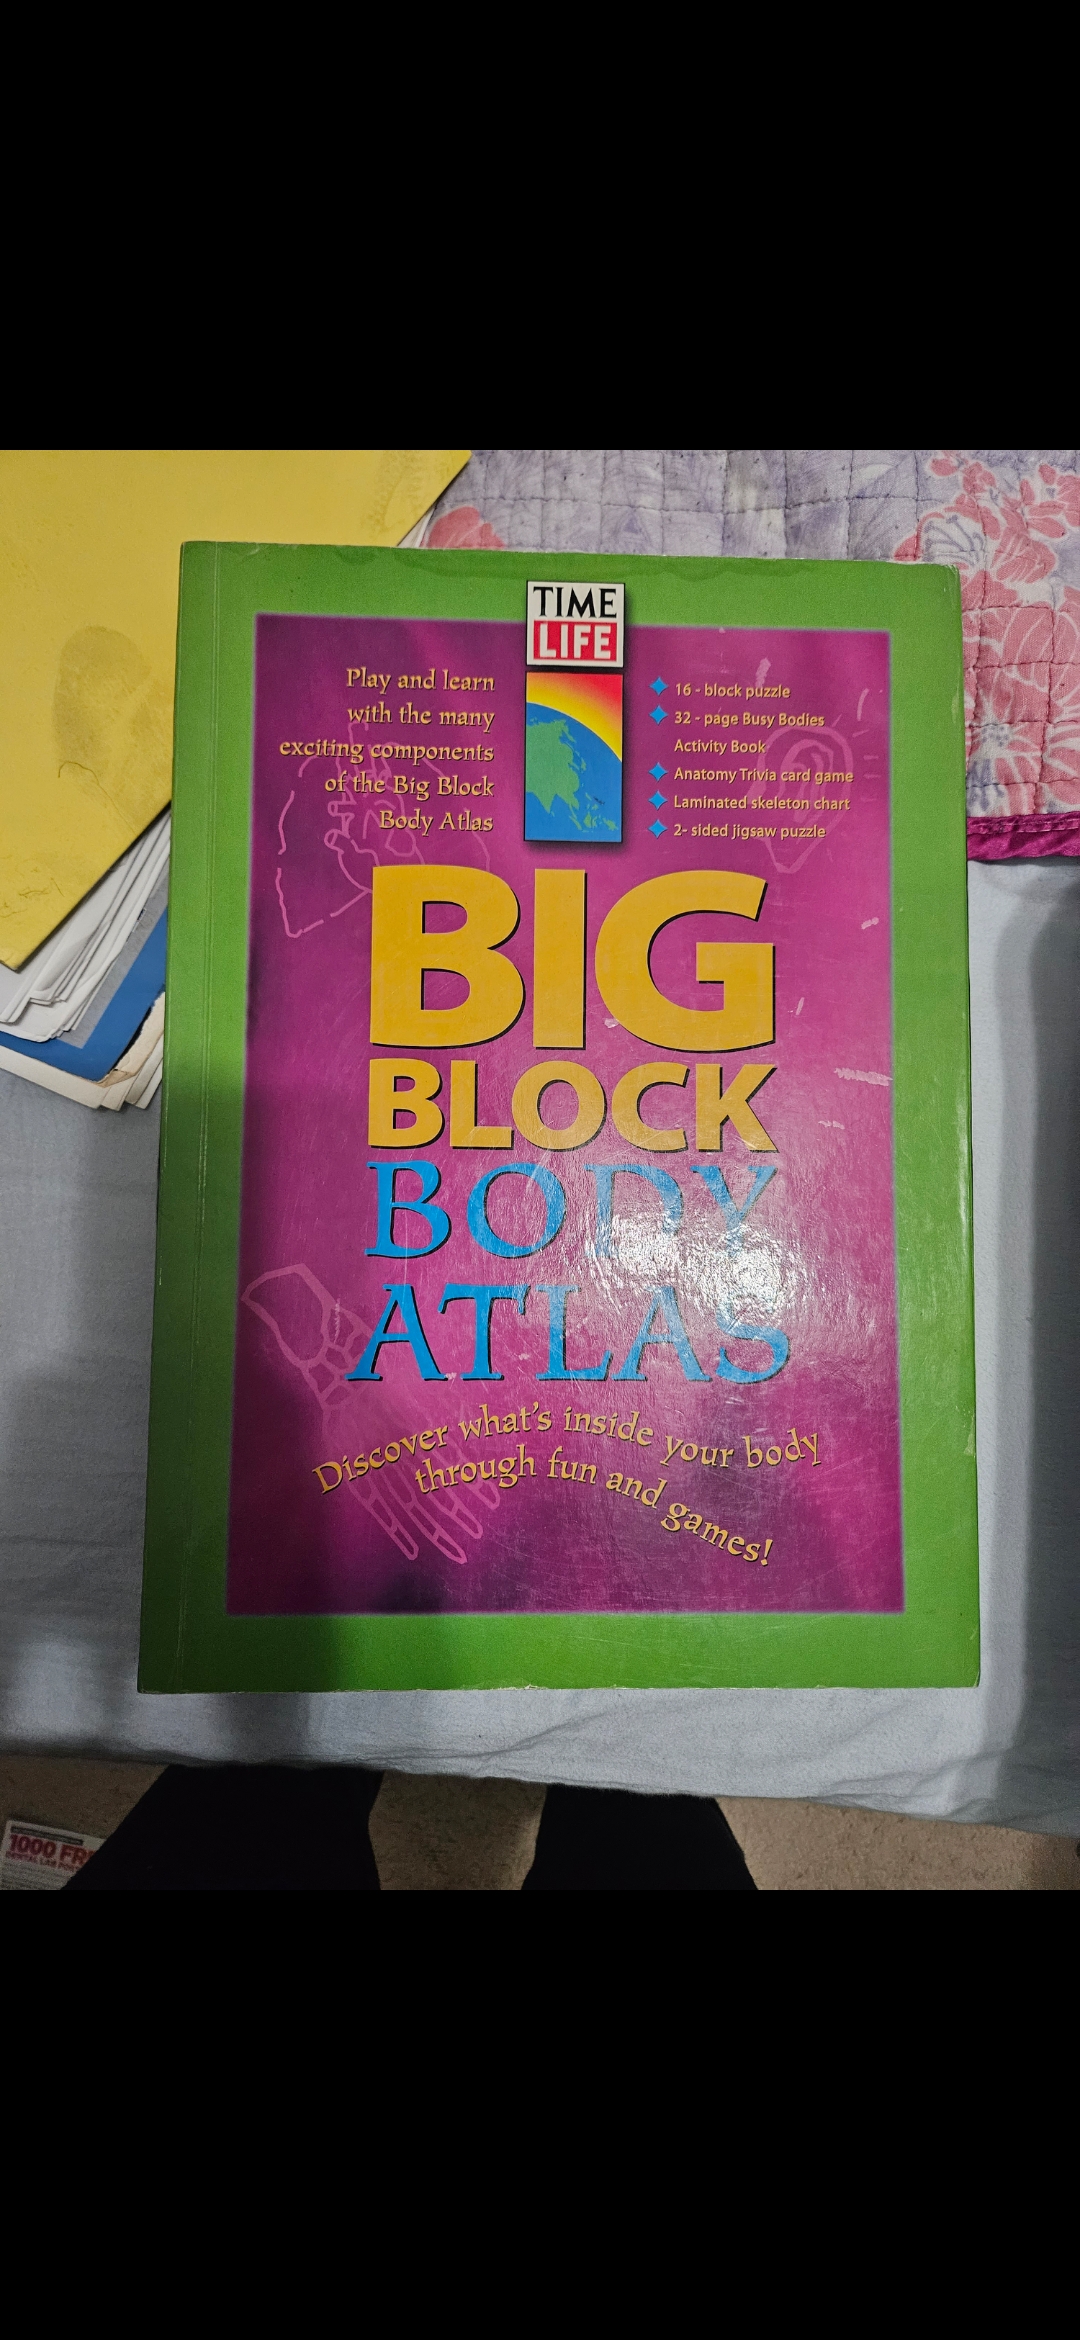 TIME
LIFE
Play and learn
with the many
exciting components
of the Big Block
Body Atlas
16 - block puzzle
32 - page Busy Bodies
Activity Book
Anatomy Trivia card game
Laminated skeleton chart
2- sided jigsaw puzzle
BIG
BLOCK
BODY
ATLAS
Discover what's inside your body
through fun and games!
1000